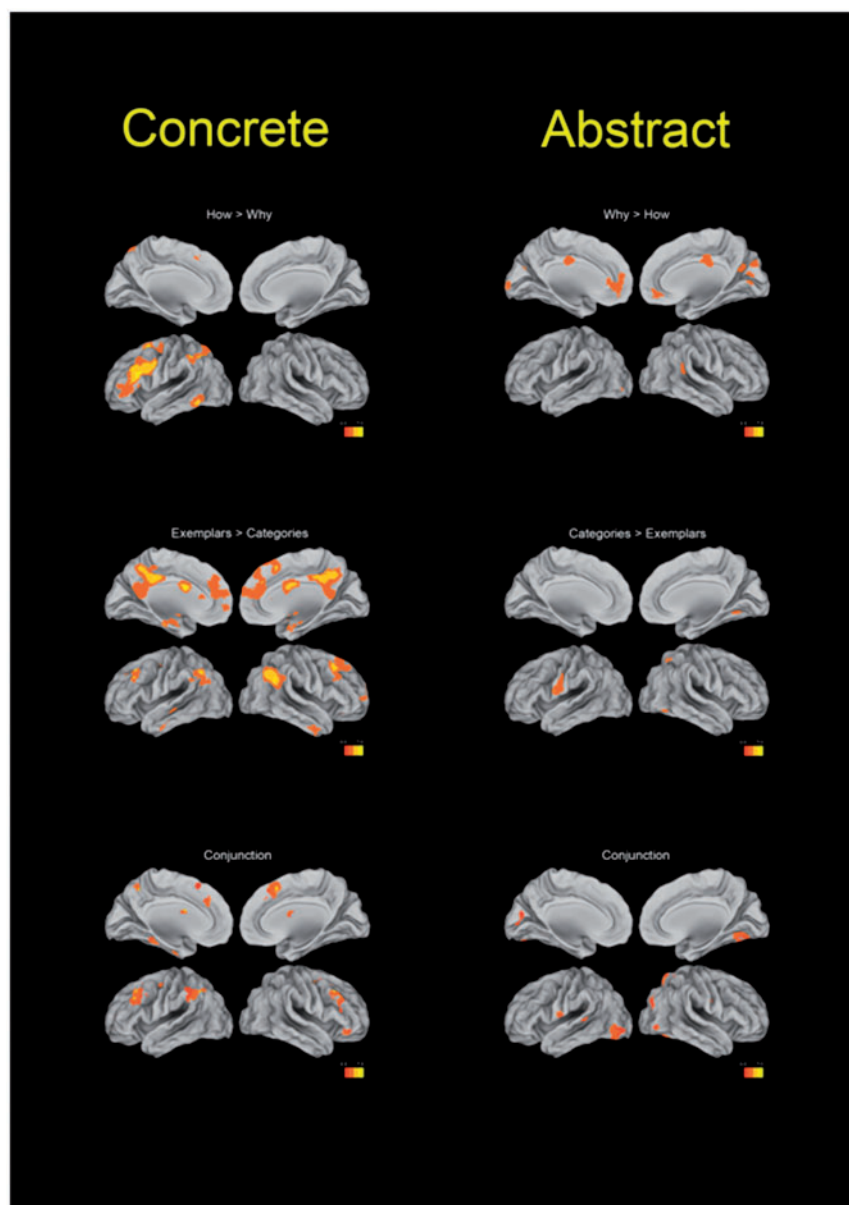 Concrete
Abstract
How > Why
Why > How
Exemplars > Categories
Categories > Exemplars
Conjunction
Conjunction